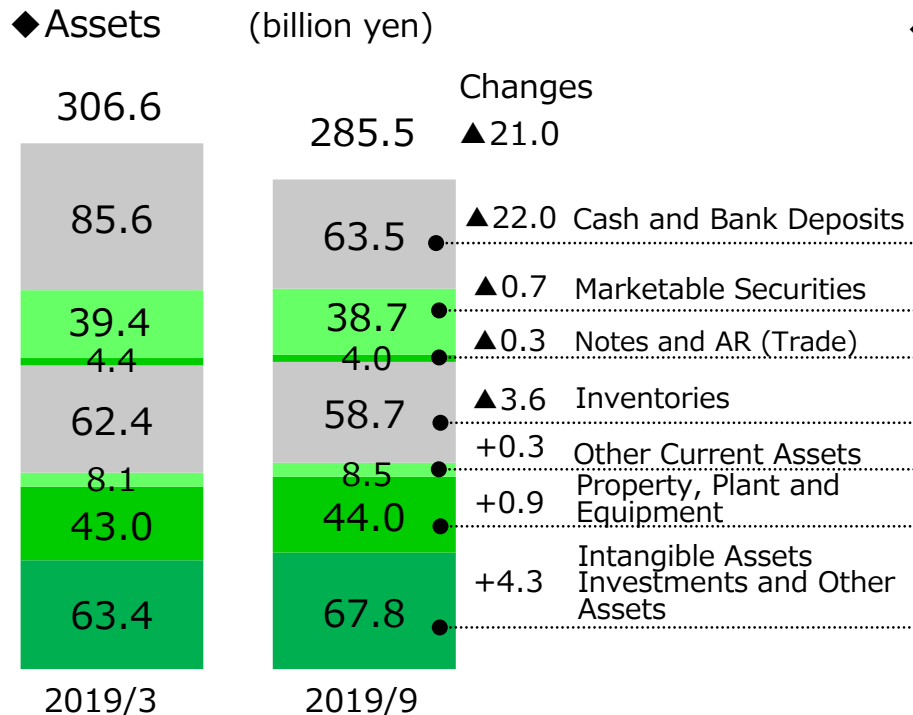 ◆Assets (billion yen)
306.6
285.5
Changes
▲21.0
85.6
63.5
▲22.0 Cash and Bank Deposits
39.4
38.7
▲0.7 Marketable Securities
4.4
4.0
▲0.3 Notes and AR (Trade)
62.4
58.7
▲3.6 Inventories
8.1
8.5
+0.3 Other Current Assets
43.0
44.0
+0.9 Property, Plant and
Equipment
63.4
67.8
+4.3 Intangible Assets
Investments and Other
Assets
2019/3
2019/9